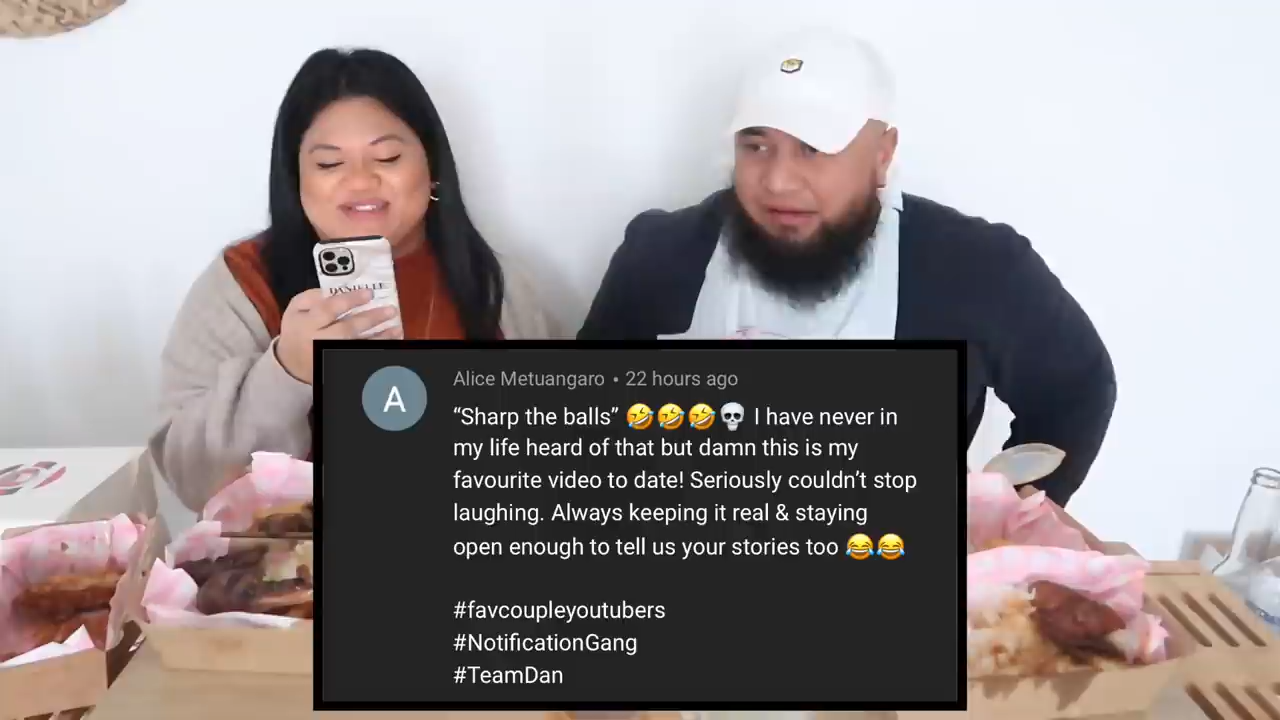 DANIELLE
A
Alice Metuangaro • 22 hours ago
“Sharp the balls” 🤣🤣🤣💀 I have never in
my life heard of that but damn this is my
favourite video to date! Seriously couldn’t stop
laughing. Always keeping it real & staying
open enough to tell us your stories too 😂😂
#favcoupleyoutubers
#NotificationGang
#TeamDan